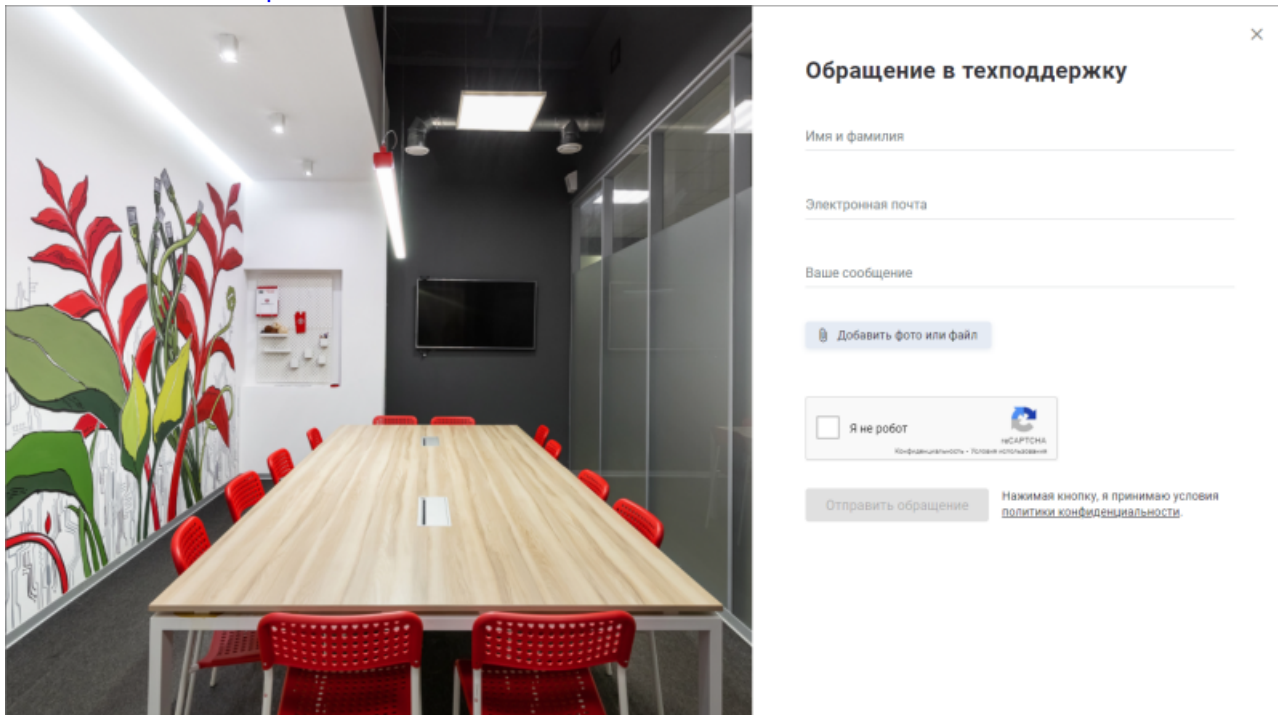 Обращение в техподдержку
Имя и фамилия
Электронная почта
Ваше сообщение
Добавить фото или файл
Я не робот
reCAPTCHA
Конфиденциальность - Условия использования
Отправить обращение
Нажимая кнопку, я принимаю условия
политики конфиденциальности.